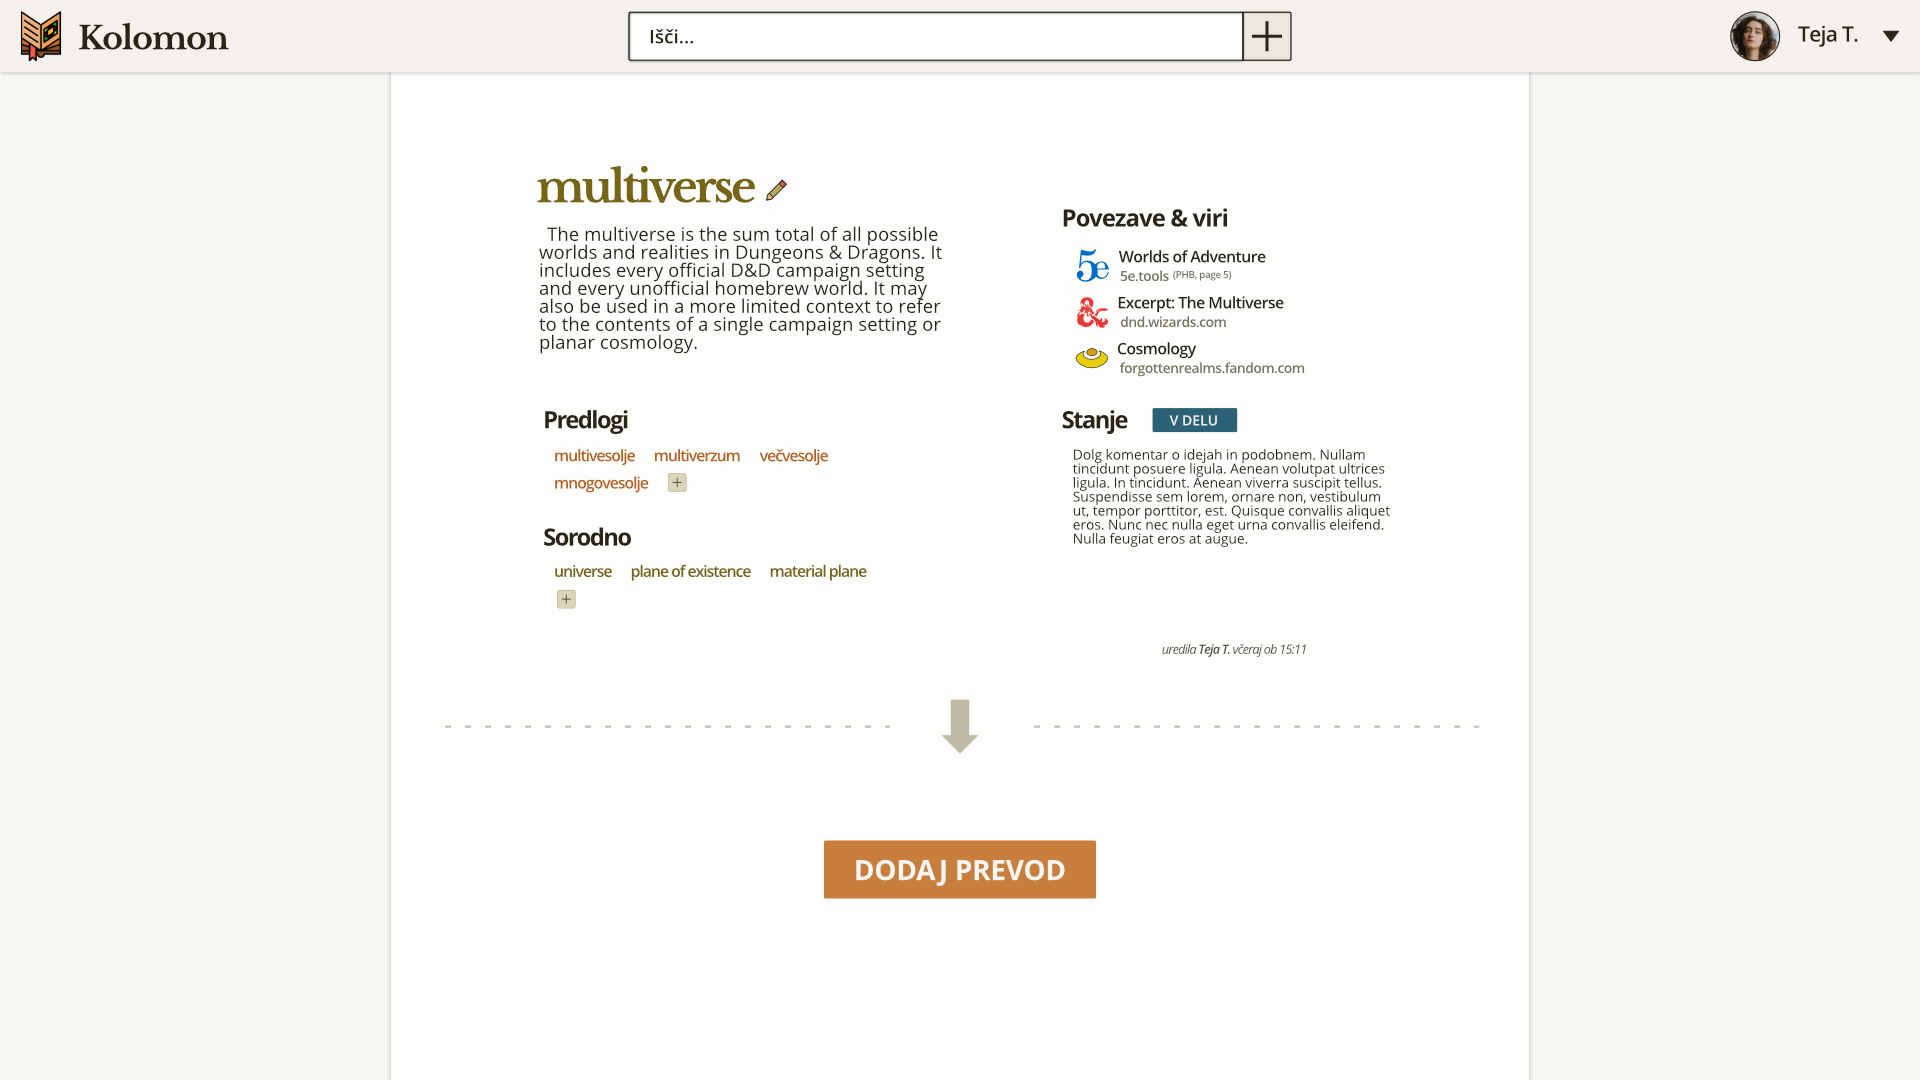 Kolomon
Išči...
Teja T.
multiverse
The multiverse is the sum total of all possible
worlds and realities in Dungeons & Dragons. It
includes every official D&D campaign setting
and every unofficial homebrew world. It may
also be used in a more limited context to refer
to the contents of a single campaign setting or
planar cosmology.
Predlogi
multivesolje multiverzum večvesolje
mnogovesolje +
Sorodno
universe plane of existence material plane
+
Povezave & viri
5e Worlds of Adventure
5e.tools (PHB, page 5)
& Excerpt: The Multiverse
dnd.wizards.com
Cosmology
forgottenrealms.fandom.com
Stanje V DELU
Dolg komentar o idejah in podobnem. Nullam
tincidunt posuere ligula. Aenean volutpat ultrices
ligula. In tincidunt. Aenean viverra suscipit tellus.
Suspendisse sem lorem, ornare non, vestibulum
ut, tempor porttitor, est. Quisque convallis aliquet
eros. Nunc nec nulla eget urna convallis eleifend.
Nulla feugiat eros at augue.
uredila Teja T. včeraj ob 15:11
DODAJ PREVOD